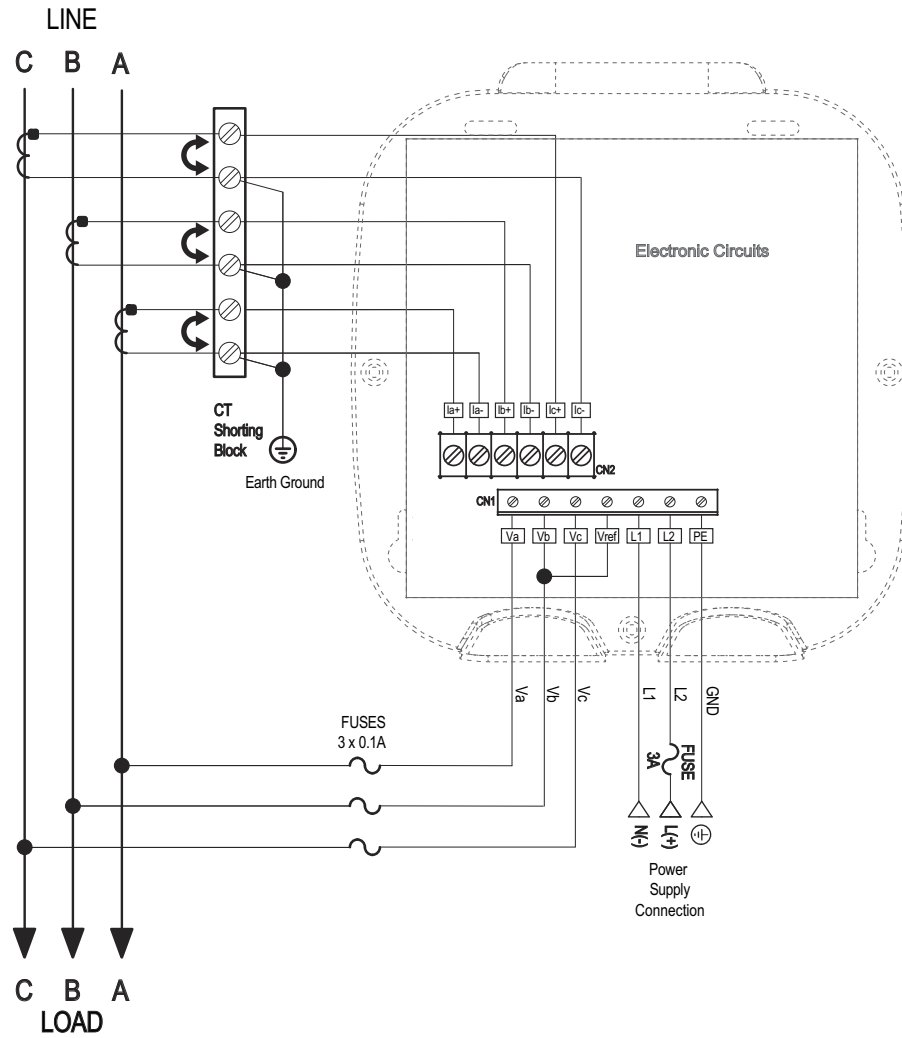 LINE
C B A
Electronic Circuits
Ia+ Ia- Ib+ Ib- Ic+ Ic-
CT
Shorting
Block
Earth Ground
CN2
CN1
Va Vb Vc Vref L1 L2 PE
Va Vb Vc L1 L2 GND
FUSES
3 x 0.1A
FUSE
3A
N(-) L(+)
Power
Supply
Connection
C B A
LOAD